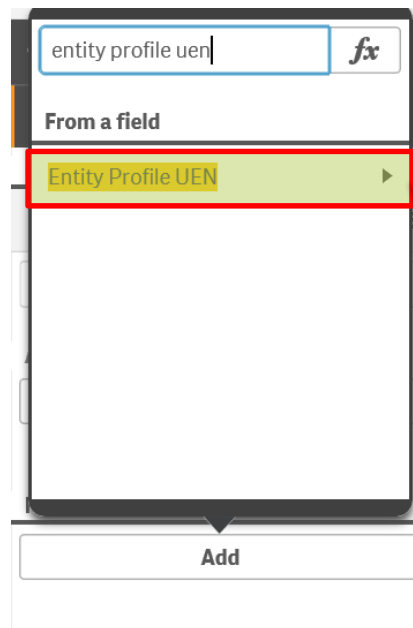 entity profile uen
fx
From a field
Entity Profile UEN
Add